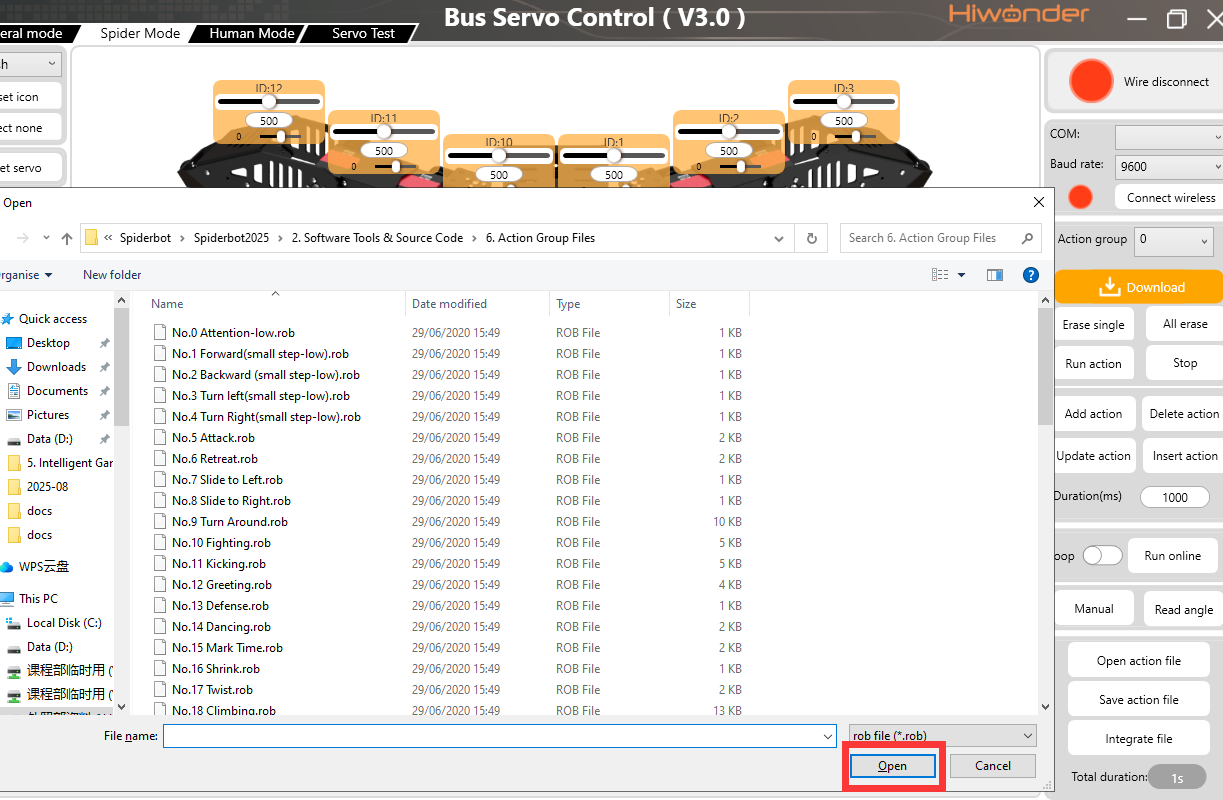 Bus Servo Control ( V3.0 )
Hiwonder
eral mode
Spider Mode
Human Mode
Servo Test
ch
set icon
ect none
et servo
ID:12
500
0
ID:11
500
0
ID:10
500
ID:1
500
ID:2
500
0
ID:3
500
0
Wire disconnect
COM:
Baud rate:
9600
Connect wireless
Action group
0
Download
Erase single
All erase
Run action
Stop
Add action
Delete action
Update action
Insert action
Duration(ms)
1000
oop
Run online
Manual
Read angle
Open action file
Save action file
Integrate file
Total duration:
1s
Open
« Spiderbot > Spiderbot2025 > 2. Software Tools & Source Code > 6. Action Group Files
Search 6. Action Group Files
rganise
New folder
Quick access
Desktop
Downloads
Documents
Pictures
Data (D:)
5. Intelligent Gar
2025-08
docs
docs
WPS云盘
This PC
Local Disk (C:)
Data (D:)
课程部临时用 (
课程部临时用 (
Name Date modified Type Size
No.0 Attention-low.rob 29/06/2020 15:49 ROB File 1 KB
No.1 Forward(small step-low).rob 29/06/2020 15:49 ROB File 1 KB
No.2 Backward (small step-low).rob 29/06/2020 15:49 ROB File 1 KB
No.3 Turn left(small step-low).rob 29/06/2020 15:49 ROB File 1 KB
No.4 Turn Right(small step-low).rob 29/06/2020 15:49 ROB File 1 KB
No.5 Attack.rob 29/06/2020 15:49 ROB File 2 KB
No.6 Retreat.rob 29/06/2020 15:49 ROB File 2 KB
No.7 Slide to Left.rob 29/06/2020 15:49 ROB File 1 KB
No.8 Slide to Right.rob 29/06/2020 15:49 ROB File 1 KB
No.9 Turn Around.rob 29/06/2020 15:49 ROB File 10 KB
No.10 Fighting.rob 29/06/2020 15:49 ROB File 5 KB
No.11 Kicking.rob 29/06/2020 15:49 ROB File 5 KB
No.12 Greeting.rob 29/06/2020 15:49 ROB File 4 KB
No.13 Defense.rob 29/06/2020 15:49 ROB File 1 KB
No.14 Dancing.rob 29/06/2020 15:49 ROB File 2 KB
No.15 Mark Time.rob 29/06/2020 15:49 ROB File 2 KB
No.16 Shrink.rob 29/06/2020 15:49 ROB File 1 KB
No.17 Twist.rob 29/06/2020 15:49 ROB File 2 KB
No.18 Climbing.rob 29/06/2020 15:49 ROB File 13 KB
File name:
rob file (*.rob)
Open
Cancel